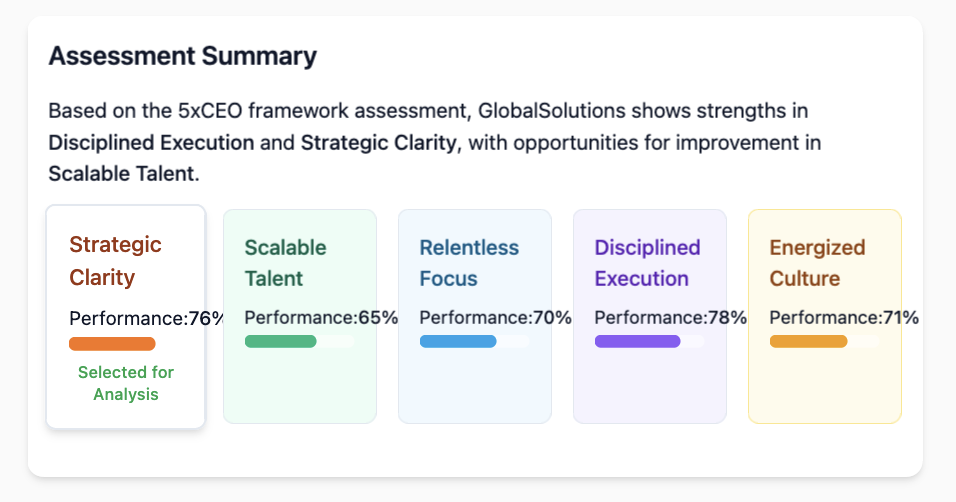 Assessment Summary
Based on the 5xCEO framework assessment, GlobalSolutions shows strengths in
Disciplined Execution and Strategic Clarity, with opportunities for improvement in
Scalable Talent.
Strategic
Clarity
Performance:76%
Selected for
Analysis
Scalable
Talent
Performance:65%
Relentless
Focus
Performance:70%
Disciplined
Execution
Performance:78%
Energized
Culture
Performance:71%